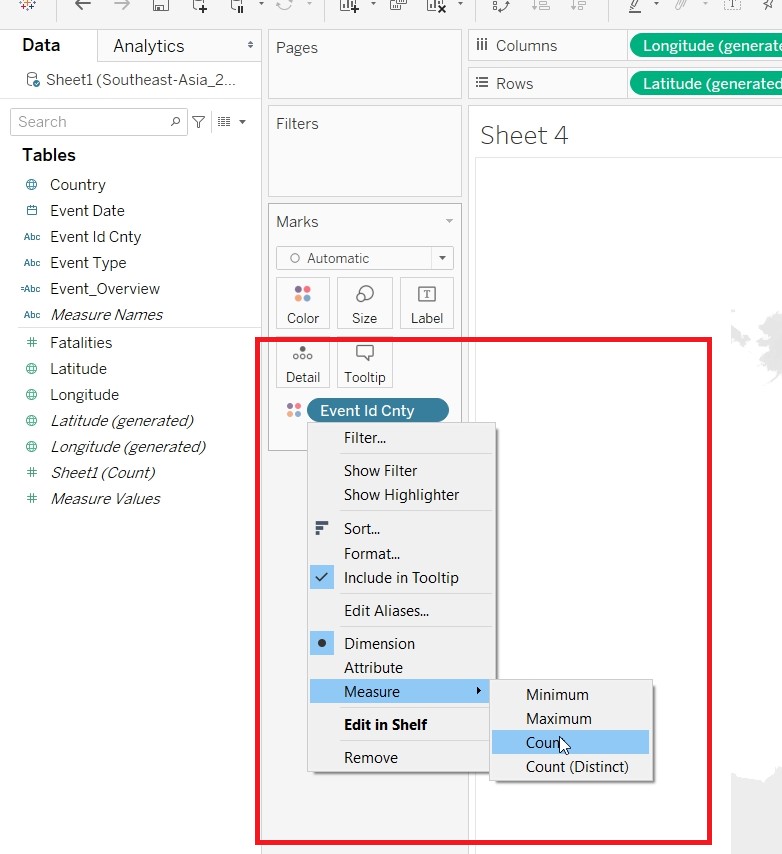 Data
Analytics
Sheet1 (Southeast-Asia_2...
Search
Tables
Country
Event Date
Abc Event Id Cnty
Abc Event Type
=Abc Event_Overview
Abc Measure Names
# Fatalities
Latitude
Longitude
Latitude (generated)
Longitude (generated)
# Sheet1 (Count)
# Measure Values
Pages
Filters
Marks
Automatic
Color
Size
T
Label
Detail
Tooltip
Event Id Cnty
Filter...
Show Filter
Show Highlighter
Sort...
Format...
Include in Tooltip
Edit Aliases...
Dimension
Attribute
Measure
Edit in Shelf
Remove
Minimum
Maximum
Count
Count (Distinct)
Columns
Longitude (generate
Rows
Latitude (generated
Sheet 4